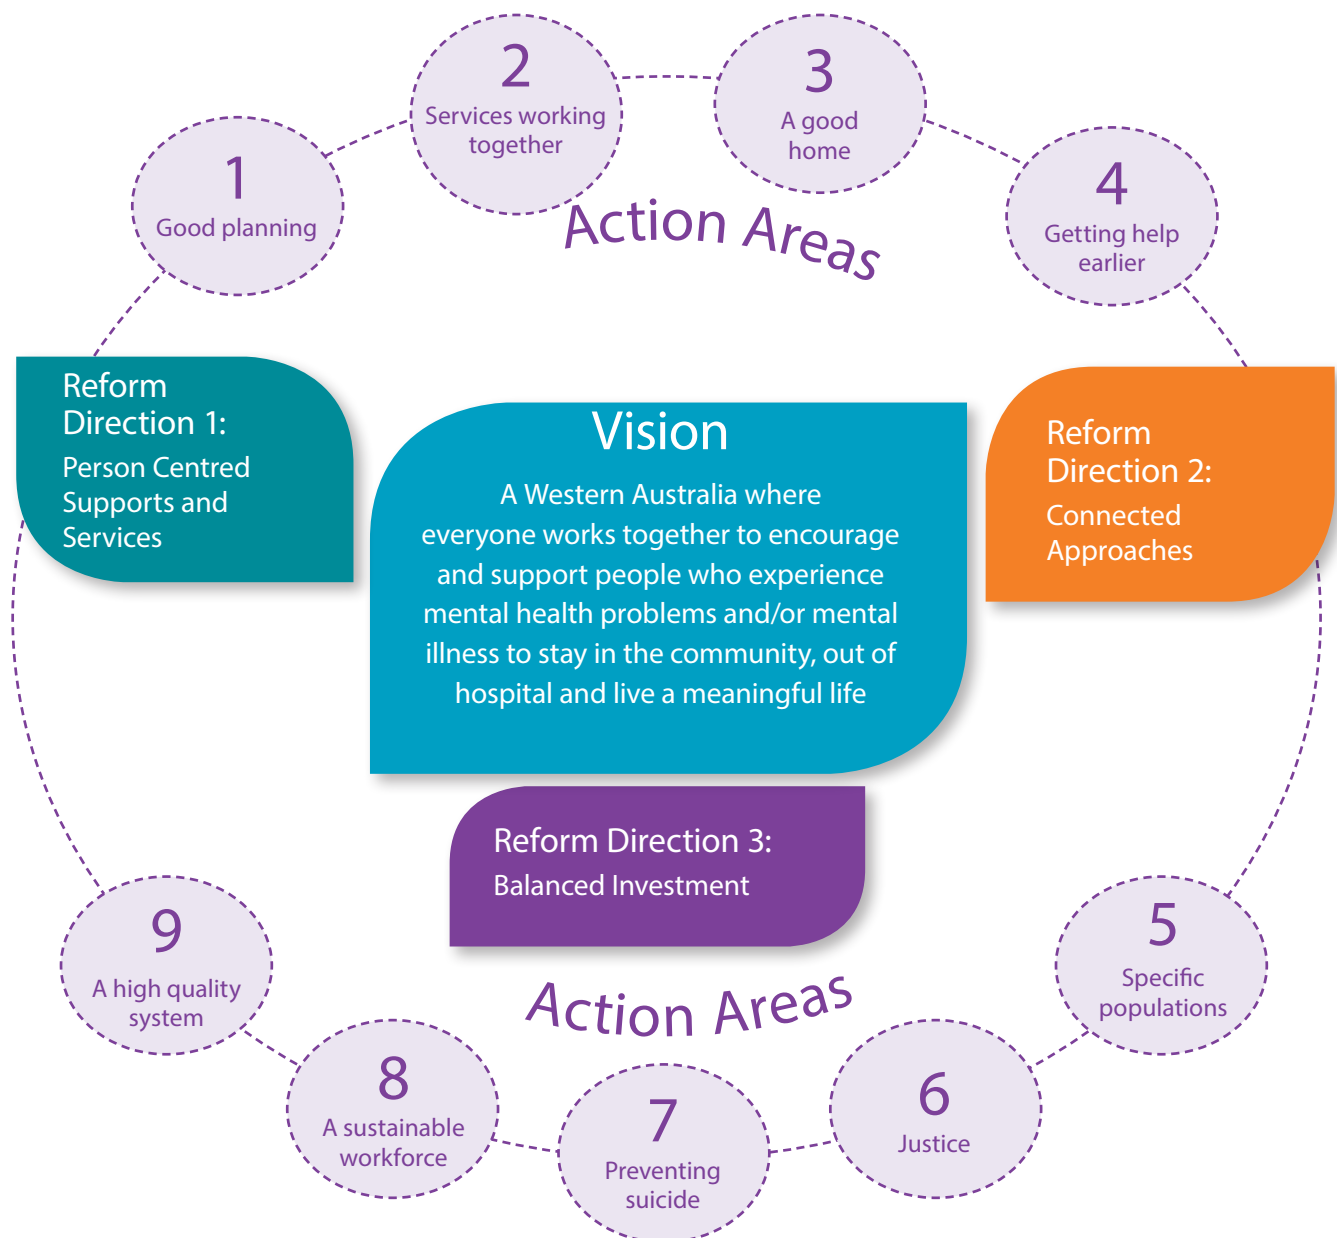 1
Good planning
2
Services working
together
3
A good
home
4
Getting help
earlier
Action Areas
Reform
Direction 1:
Person Centred
Supports and
Services
Vision
A Western Australia where
everyone works together to encourage
and support people who experience
mental health problems and/or mental
illness to stay in the community, out of
hospital and live a meaningful life
Reform
Direction 2:
Connected
Approaches
Reform Direction 3:
Balanced Investment
Action Areas
5
Specific
populations
6
Justice
7
Preventing
suicide
8
A sustainable
workforce
9
A high quality
system